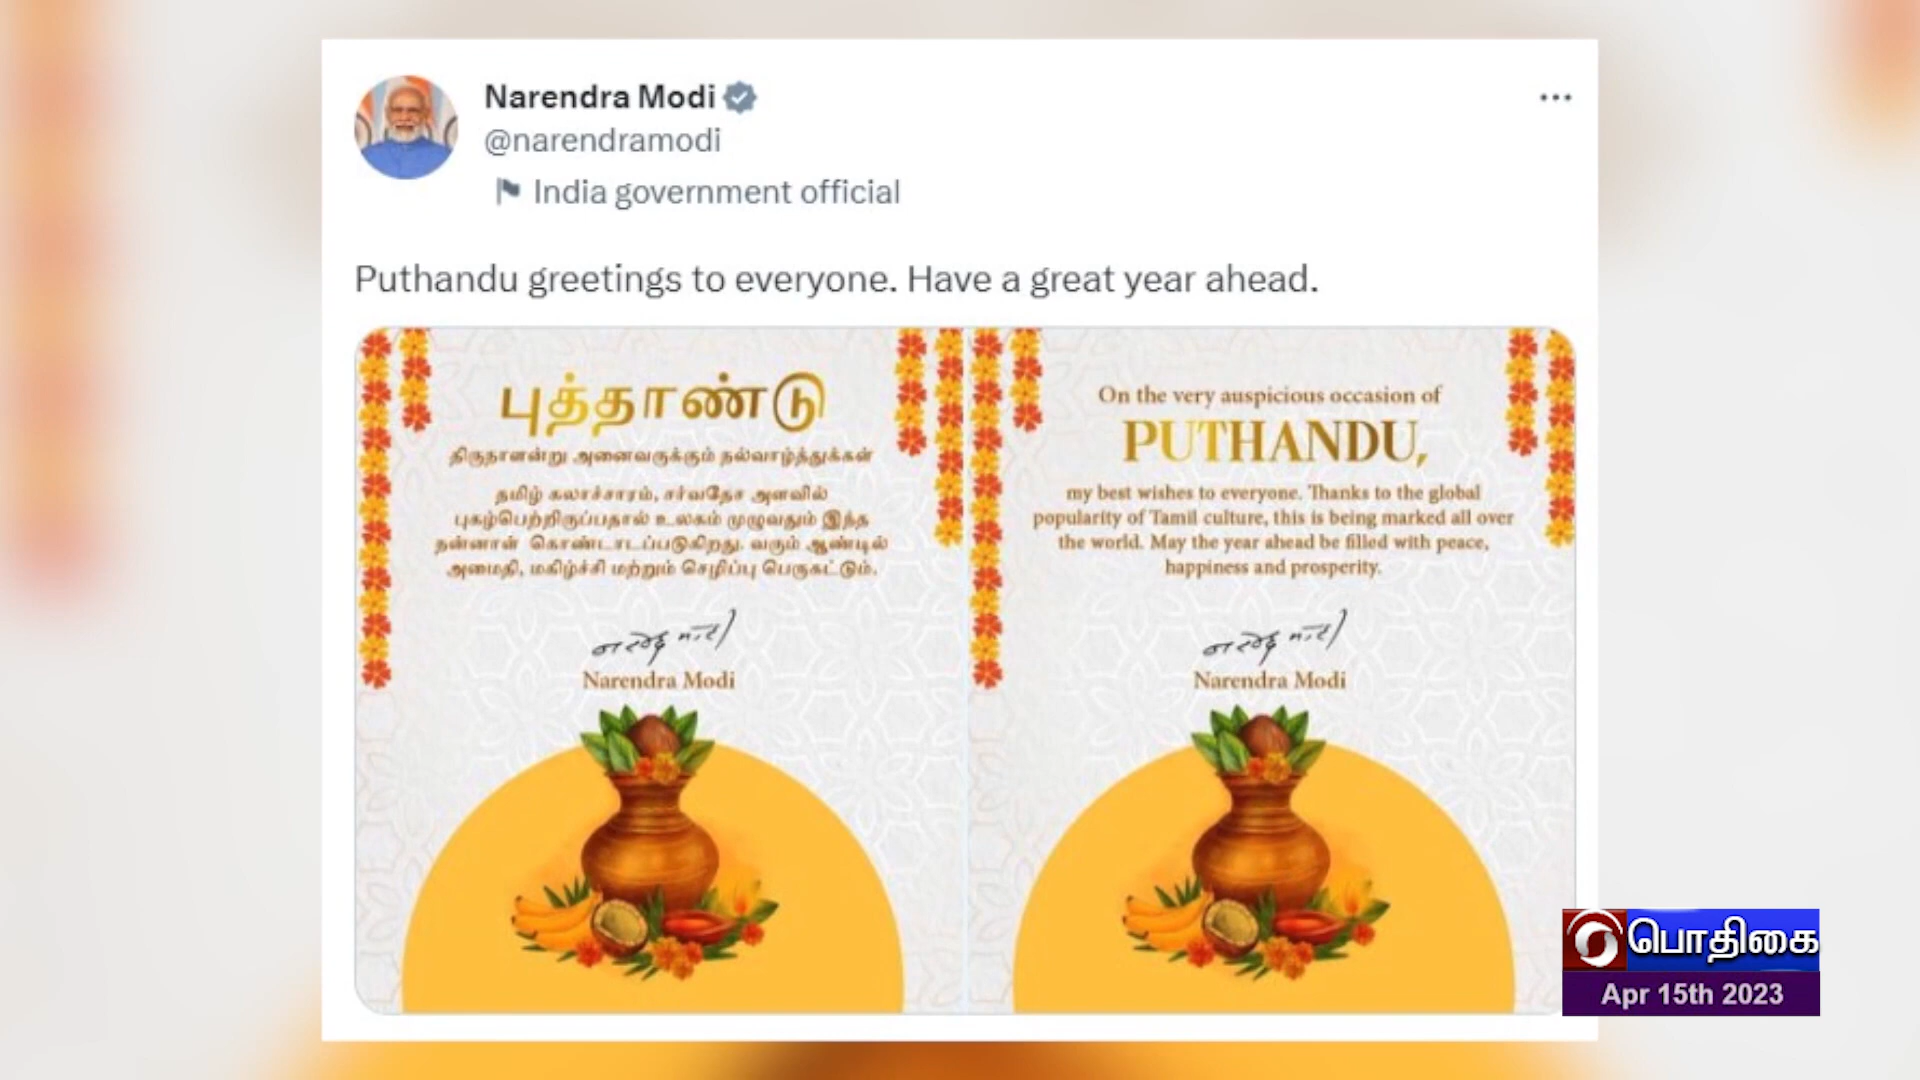 Narendra Modi
@narendramodi
India government official
Puthandu greetings to everyone. Have a great year ahead.
புத்தாண்டு
திருநாளன்று அனைவருக்கும் நல்வாழ்த்துக்கள்
தமிழ் கலாச்சாரம், சர்வதேச அளவில்
புகழ்பெற்றிருப்பதால் உலகம் முழுவதும் இந்த
நன்னாள் கொண்டாடப்படுகிறது. வரும் ஆண்டில்
அமைதி, மகிழ்ச்சி மற்றும் செழிப்பு பெருகட்டும்.
Narendra Modi
On the very auspicious occasion of
PUTHANDU,
my best wishes to everyone. Thanks to the global
popularity of Tamil culture, this is being marked all over
the world. May the year ahead be filled with peace,
happiness and prosperity.
Narendra Modi
பொதிகை
Apr 15th 2023